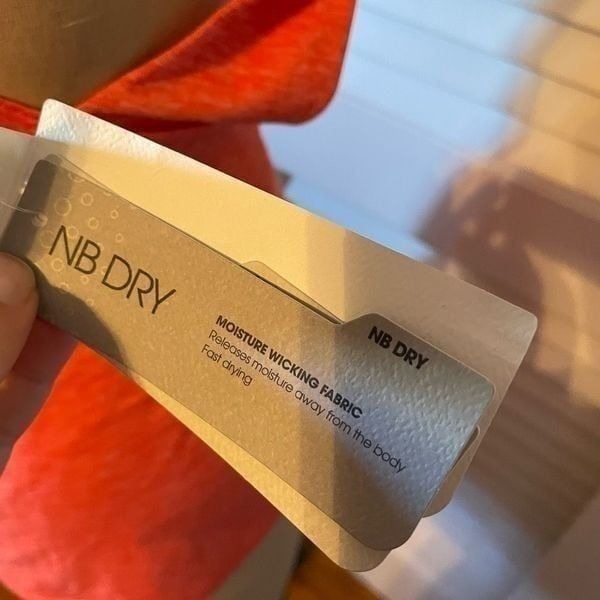 NB DRY
NB DRY
MOISTURE WICKING FABRIC
Releases moisture away from the body
Fast drying